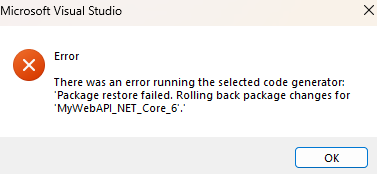 Microsoft Visual Studio
Error
There was an error running the selected code generator:
'Package restore failed. Rolling back package changes for
'MyWebAPI_NET_Core_6'.'
OK